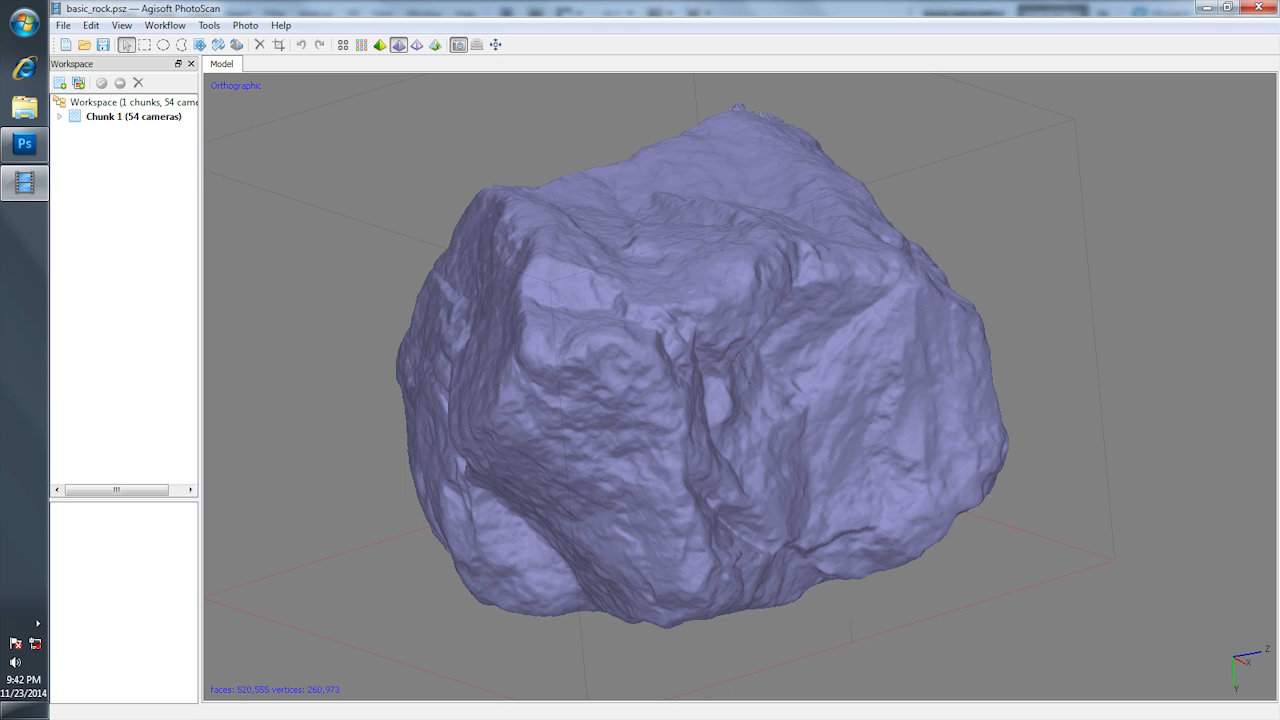 basic_rock.psz — Agisoft PhotoScan
File Edit View Workflow Tools Photo Help
Workspace
Model
Workspace (1 chunks, 54 came
Chunk 1 (54 cameras)
Orthographic
Ps
faces: 520,555 vertices: 260,973
Z
X
Y
9:42 PM
11/23/2014